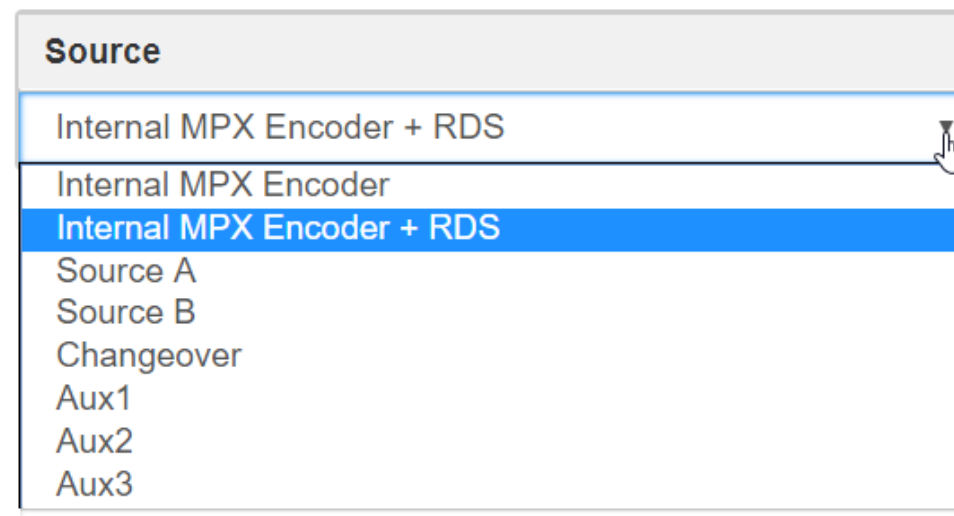 Source
Internal MPX Encoder + RDS
Internal MPX Encoder
Internal MPX Encoder + RDS
Source A
Source B
Changeover
Aux1
Aux2
Aux3